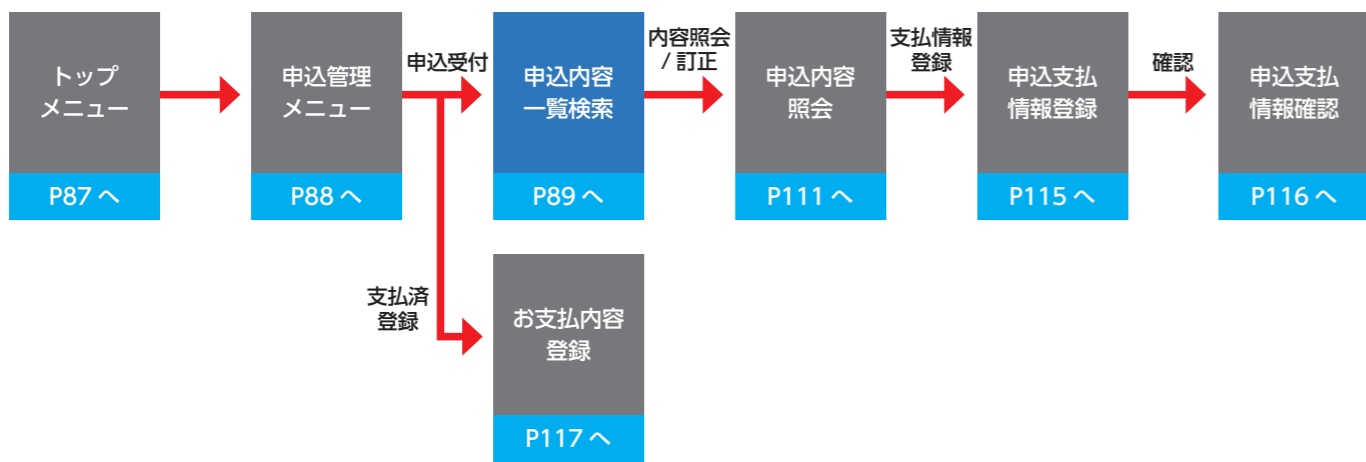 トップ
メニュー
P87 へ
申込管理
メニュー
P88 へ
申込受付
申込内容
一覧検索
P89 へ
内容照会
/ 訂正
申込内容
照会
P111 へ
支払情報
登録
申込支払
情報登録
P115 へ
確認
申込支払
情報確認
P116 へ
支払済
登録
お支払内容
登録
P117 へ